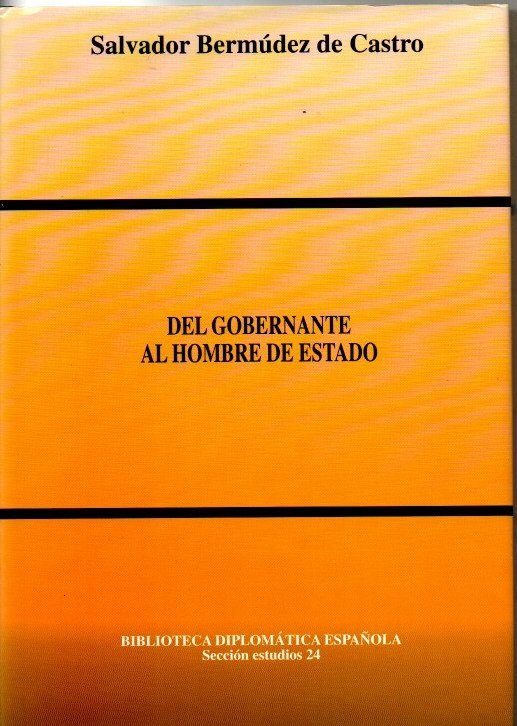 Salvador Bermúdez de Castro
DEL GOBERNANTE
AL HOMBRE DE ESTADO
BIBLIOTECA DIPLOMÁTICA ESPAÑOLA
Sección estudios 24